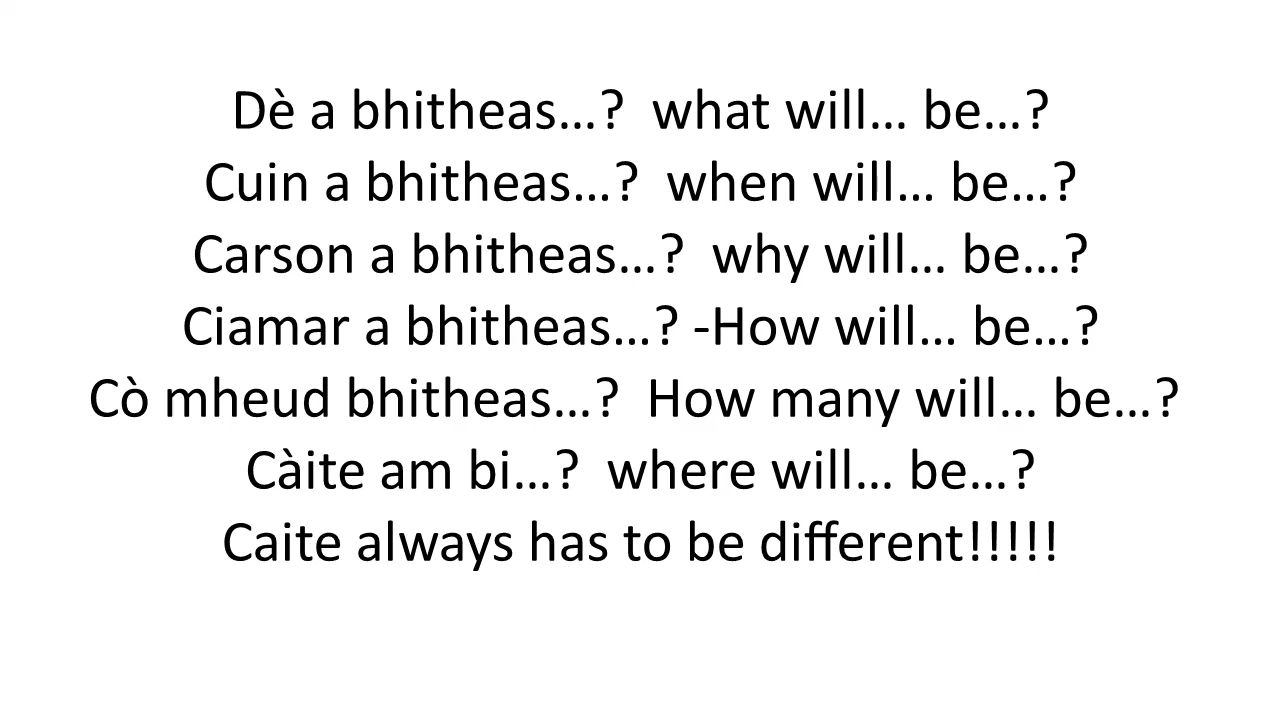 Dè a bhitheas...?  what will... be...?
Cuin a bhitheas...?  when will... be...?
Carson a bhitheas...?  why will... be...?
Ciamar a bhitheas...? -How will... be...?
Cò mheud bhitheas...?  How many will... be...?
Càite am bi...?  where will... be...?
Caite always has to be different!!!!!